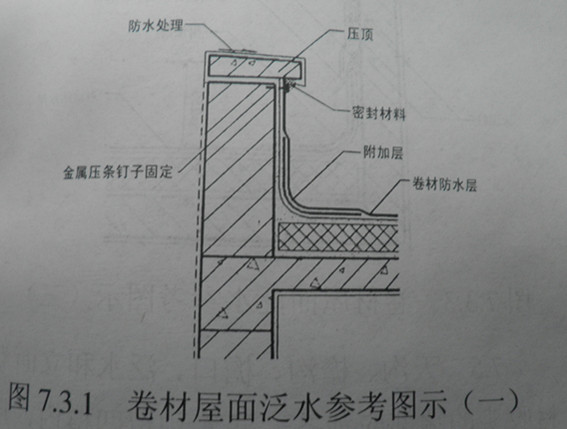 防水处理
压顶
密封材料
附加层
金属压条钉子固定
卷材防水层
图 7.3.1 卷材屋面泛水参考图示（一）